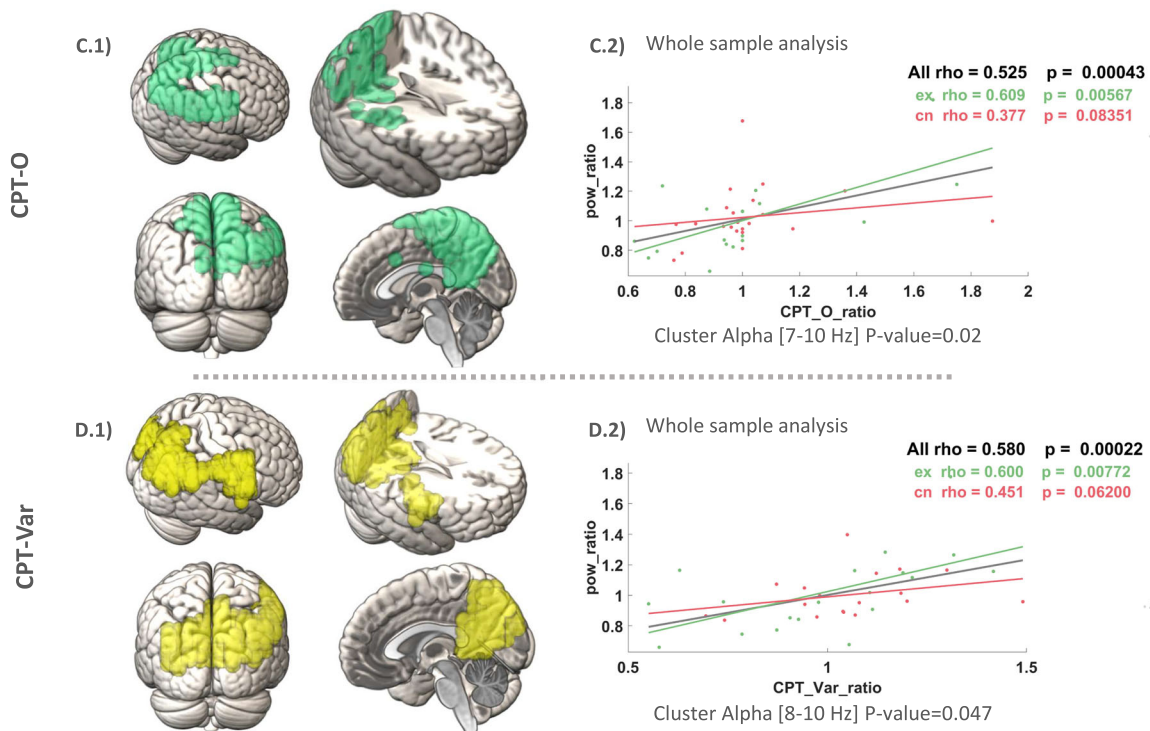 CPT-O
C.1)
C.2) Whole sample analysis
All rho = 0.525 p = 0.00043
ex rho = 0.609 p = 0.00567
cn rho = 0.377 p = 0.08351
pow_ratio
1.8
1.6
1.4
1.2
1
0.8
0.6 0.8 1 1.2 1.4 1.6 1.8 2
CPT_O_ratio
Cluster Alpha [7-10 Hz] P-value=0.02
CPT-Var
D.1)
D.2) Whole sample analysis
All rho = 0.580 p = 0.00022
ex rho = 0.600 p = 0.00772
cn rho = 0.451 p = 0.06200
pow_ratio
1.8
1.6
1.4
1.2
1
0.8
0.5 1 1.5
CPT_Var_ratio
Cluster Alpha [8-10 Hz] P-value=0.047